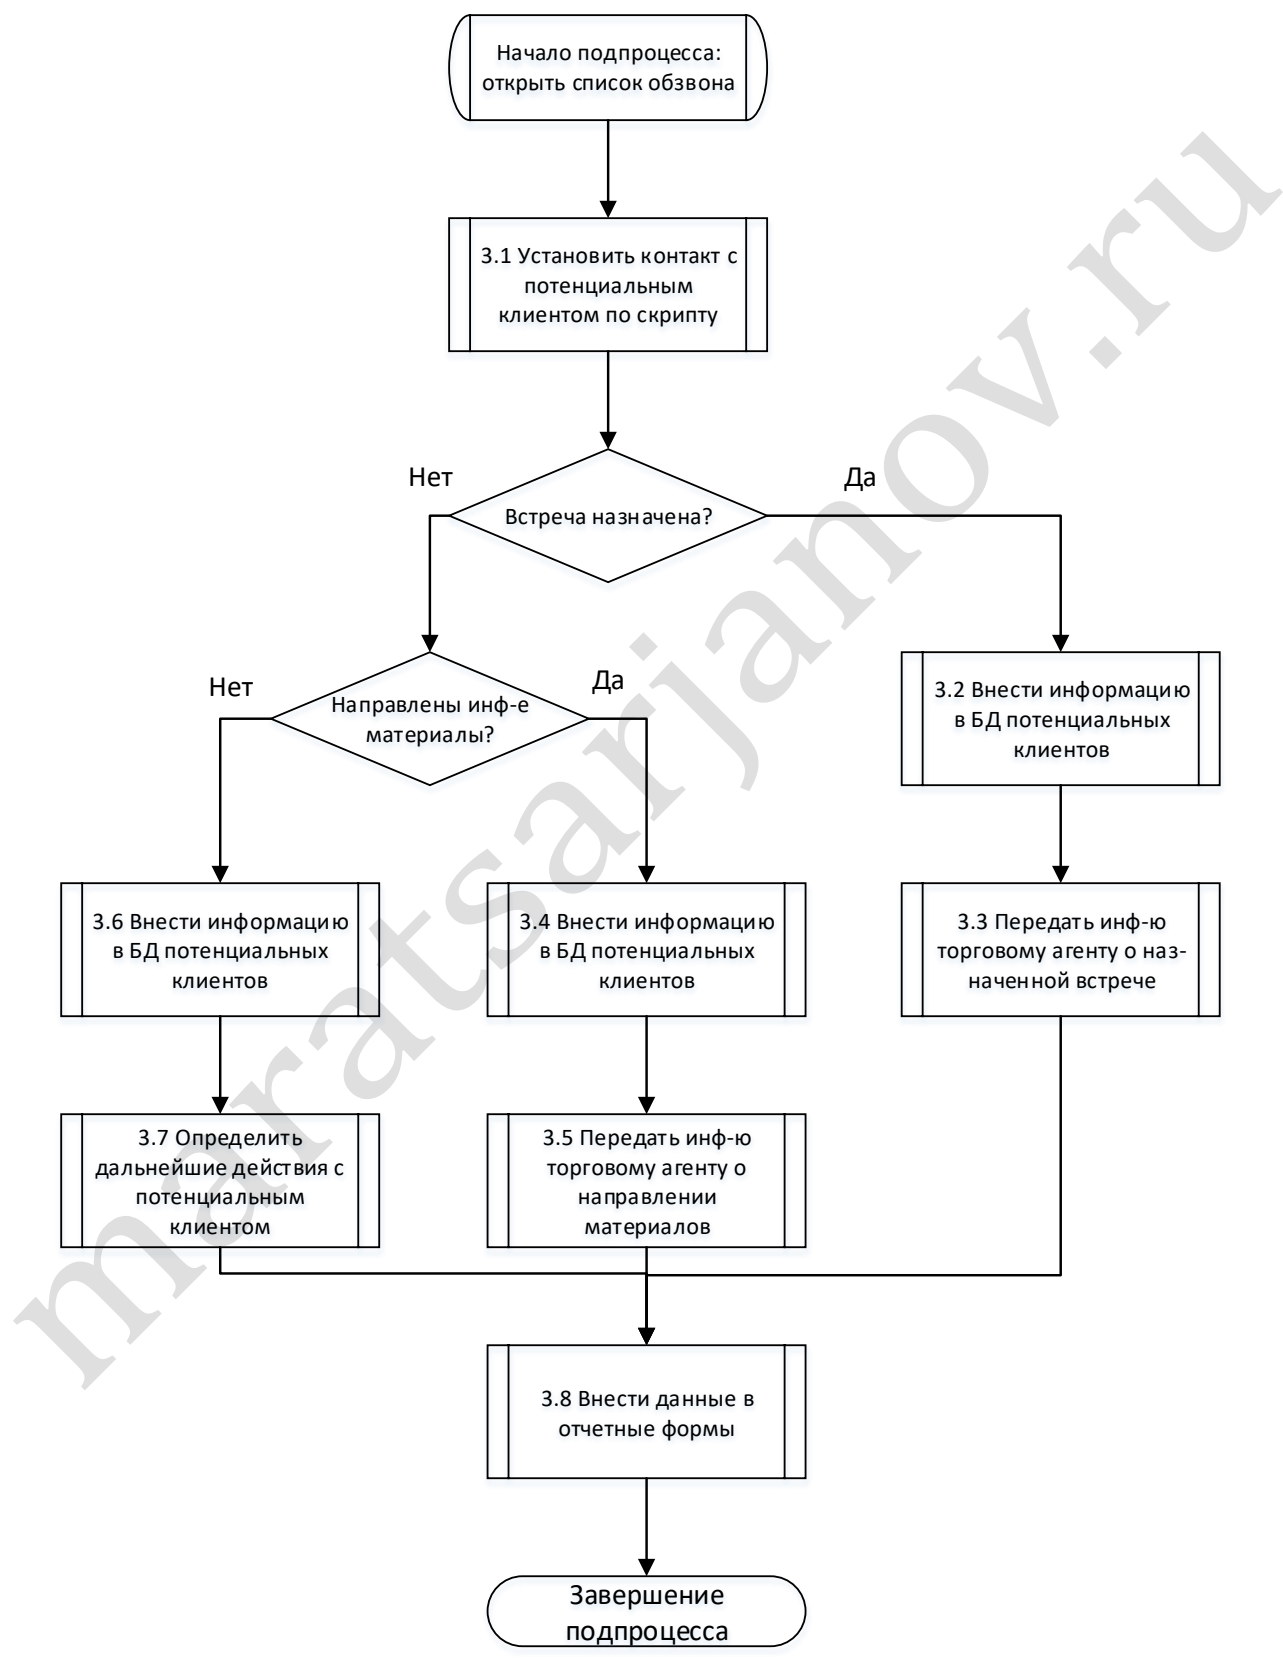 Начало подпроцесса:
открыть список обзвона
3.1 Установить контакт с
потенциальным
клиентом по скрипту
Нет
Да
Встреча назначена?
Нет
Да
Направлены инф-е
материалы?
3.2 Внести информацию
в БД потенциальных
клиентов
3.6 Внести информацию
в БД потенциальных
клиентов
3.4 Внести информацию
в БД потенциальных
клиентов
3.3 Передать инф-ю
торговому агенту о наз-
наченной встрече
3.7 Определить
дальнейшие действия с
потенциальным
клиентом
3.5 Передать инф-ю
торговому агенту о
направлении
материалов
3.8 Внести данные в
отчетные формы
Завершение
подпроцесса
maratsarjanov.ru